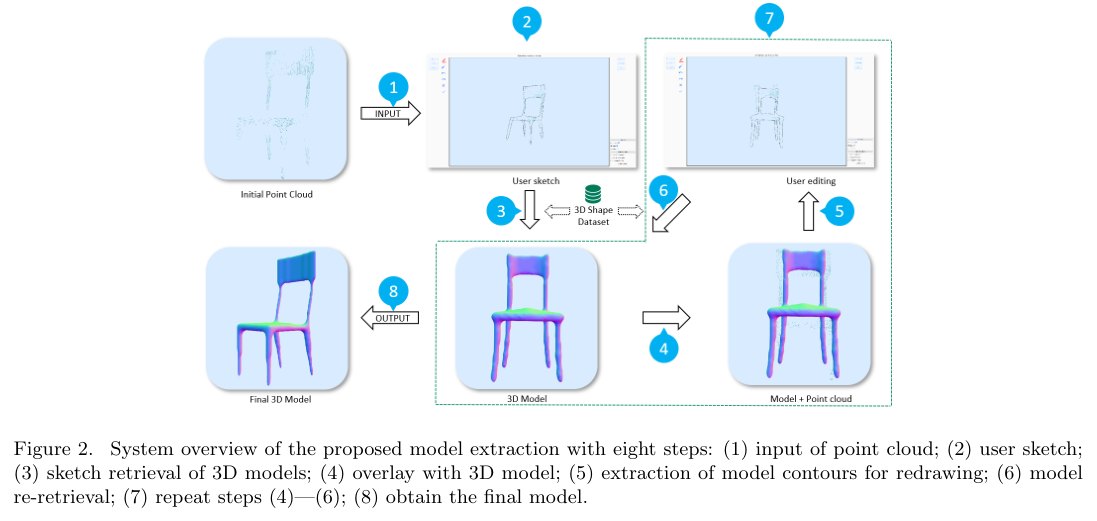 2
7
1
INPUT
Initial Point Cloud
User sketch
User editing
3
3D Shape
Dataset
6
5
8
OUTPUT
4
Final 3D Model
3D Model
Model + Point cloud
Figure 2. System overview of the proposed model extraction with eight steps: (1) input of point cloud; (2) user sketch;
(3) sketch retrieval of 3D models; (4) overlay with 3D model; (5) extraction of model contours for redrawing; (6) model
re-retrieval; (7) repeat steps (4)—(6); (8) obtain the final model.